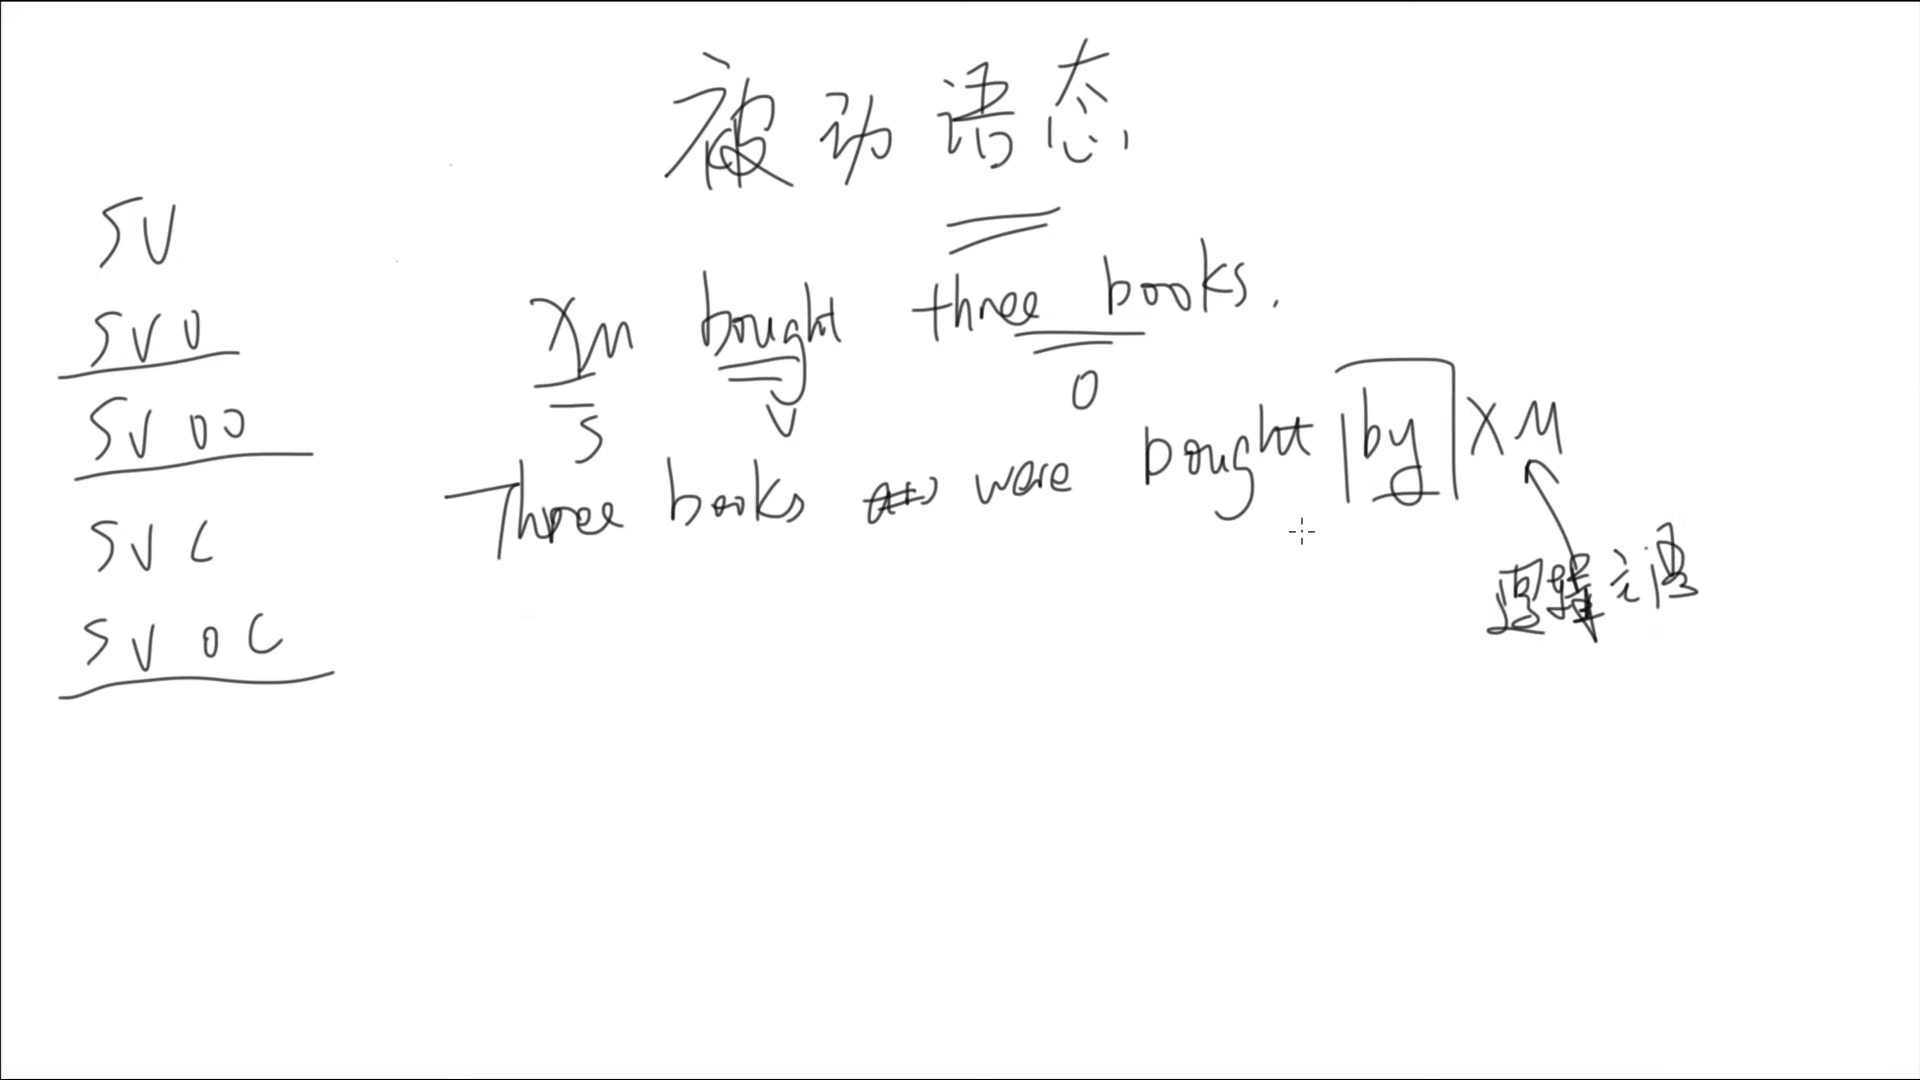 被动语态
SV
SVO
SVOO
SVC
SVOC
XM bought three books.
S V O
Three books were bought by XM
逻辑主语